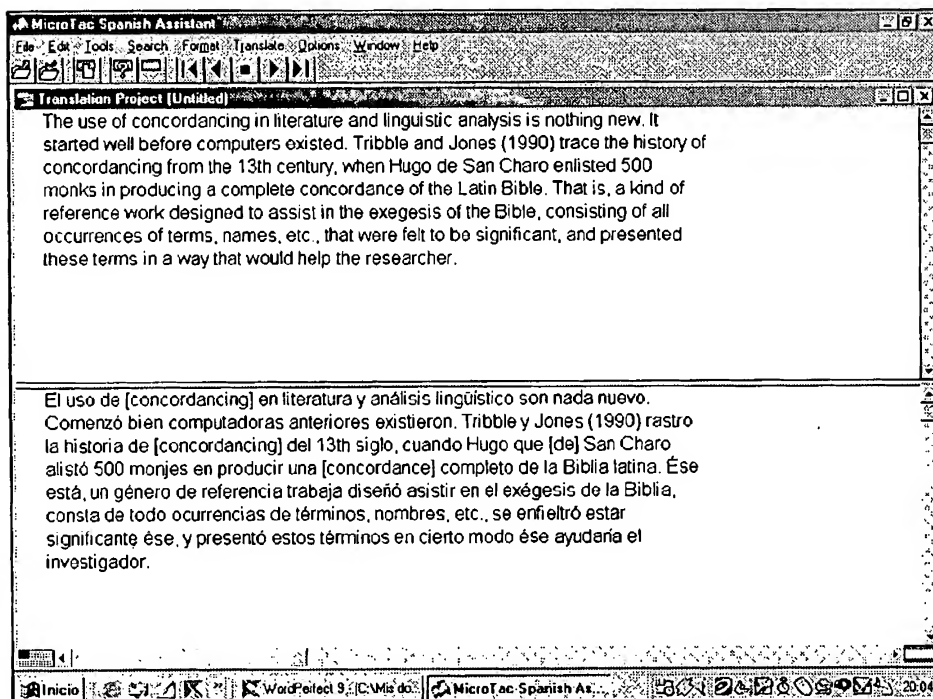 MicroTac Spanish Assistant
File Edit Tools Search Format Translate Options Window Help
Translation Project (Untitled)
The use of concordancing in literature and linguistic analysis is nothing new. It
started well before computers existed. Tribble and Jones (1990) trace the history of
concordancing from the 13th century, when Hugo de San Charo enlisted 500
monks in producing a complete concordance of the Latin Bible. That is, a kind of
reference work designed to assist in the exegesis of the Bible, consisting of all
occurrences of terms, names, etc., that were felt to be significant, and presented
these terms in a way that would help the researcher.
El uso de [concordancing] en literatura y análisis lingüístico son nada nuevo.
Comenzó bien computadoras anteriores existieron. Tribble y Jones (1990) rastro
la historia de [concordancing] del 13th siglo, cuando Hugo que [de] San Charo
alistó 500 monjes en producir una [concordance] completo de la Biblia latina. Ése
está, un género de referencia trabaja diseñó asistir en el exégesis de la Biblia,
consta de todo ocurrencias de términos, nombres, etc., se enfieltró estar
significante ése, y presentó estos términos en cierto modo ése ayudaría el
investigador.
Inicio WordPerfect 9 - [C:\Mis do... MicroTac Spanish As... 20:04